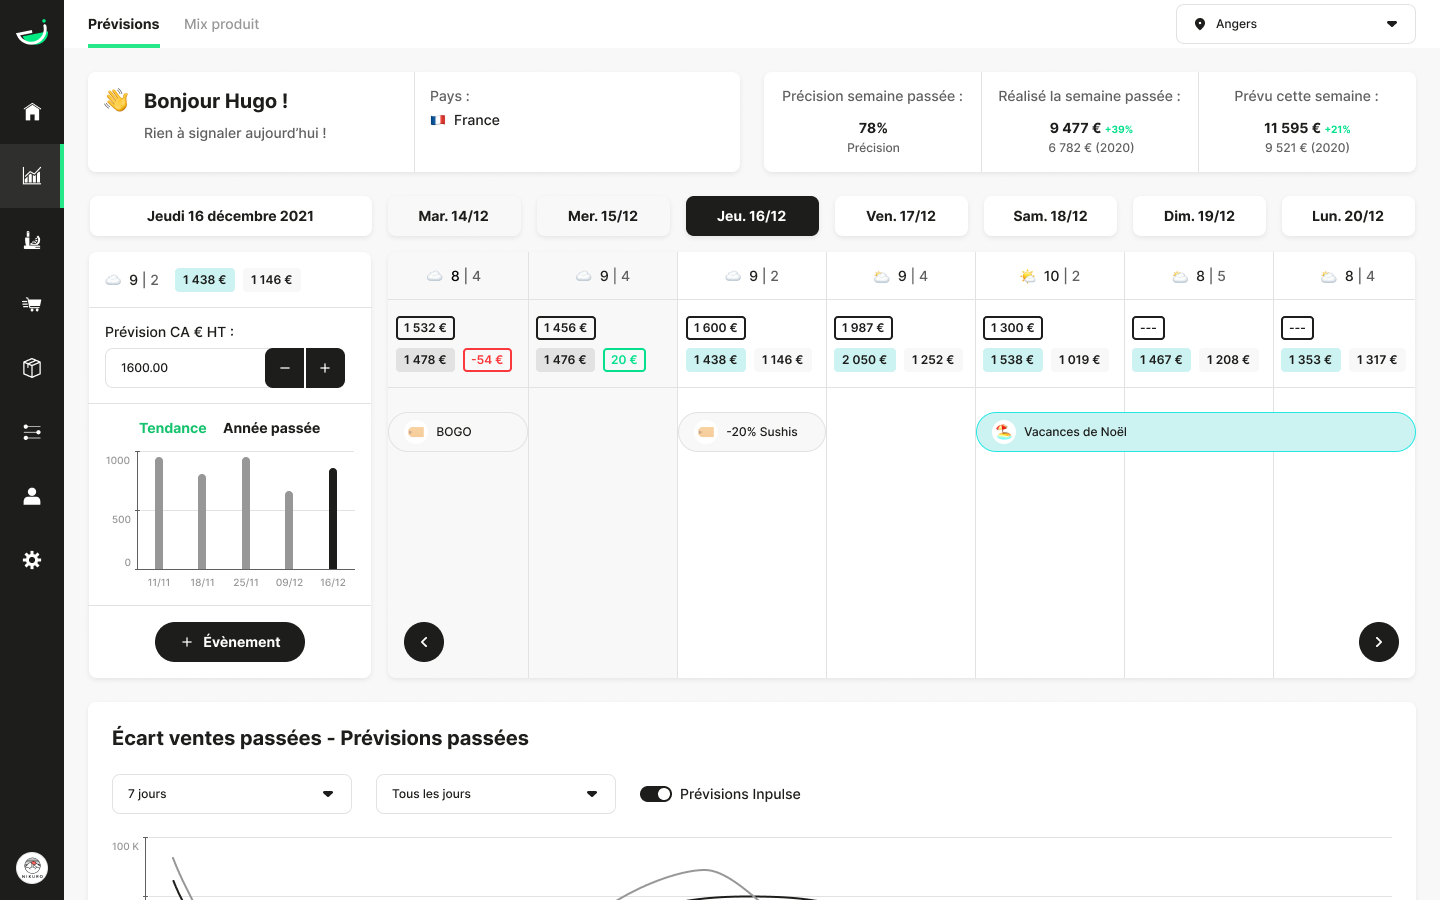 Prévisions
Mix produit
Angers
Bonjour Hugo !
Rien à signaler aujourd'hui !
Pays :
France
Précision semaine passée :
78%
Précision
Réalisé la semaine passée :
9 477 € +39%
6 782 € (2020)
Prévu cette semaine :
11 595 € +21%
9 521 € (2020)
Jeudi 16 décembre 2021
Mar. 14/12
Mer. 15/12
Jeu. 16/12
Ven. 17/12
Sam. 18/12
Dim. 19/12
Lun. 20/12
9 | 2
1 438 €
1 146 €
Prévision CA € HT :
1600.00
− +
Tendance
Année passée
1000
500
0
11/11
18/11
25/11
09/12
16/12
+ Évènement
8 | 4
9 | 4
9 | 2
9 | 4
10 | 2
8 | 5
8 | 4
1 532 €
1 456 €
1 600 €
1 987 €
1 300 €
---
---
1 478 €
-54 €
1 476 €
20 €
1 438 €
1 146 €
2 050 €
1 252 €
1 538 €
1 019 €
1 467 €
1 208 €
1 353 €
1 317 €
BOGO
-20% Sushis
Vacances de Noël
Écart ventes passées - Prévisions passées
7 jours
Tous les jours
Prévisions Inpulse
100 K